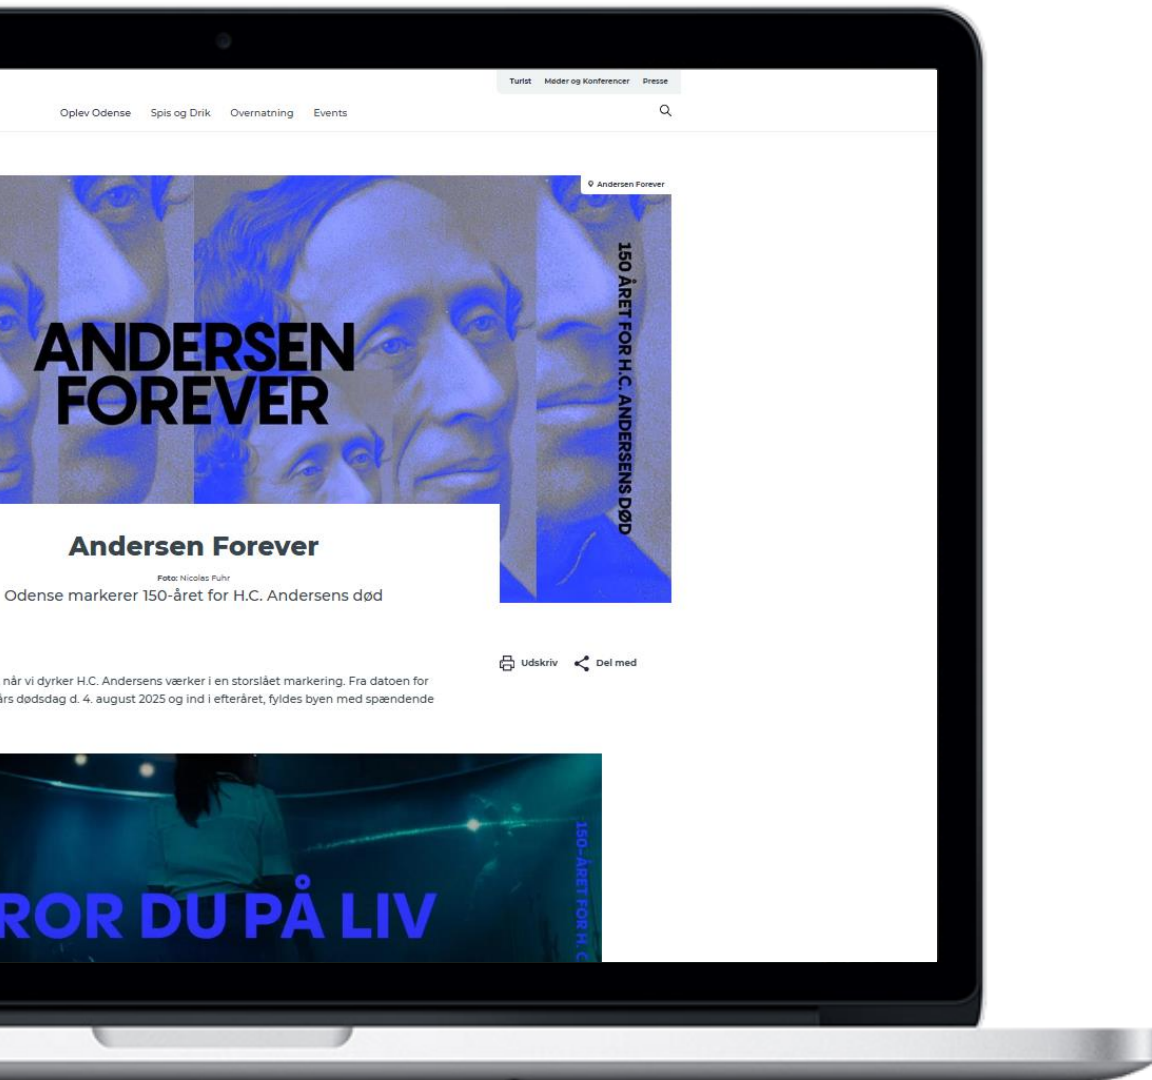 Turist Møder og Konferencer Presse
Oplev Odense Spis og Drik Overnatning Events
Andersen Forever
150 ÅRET FOR H.C. ANDERSENS DØD
ANDERSEN
FOREVER
Andersen Forever
Foto: Nicolas Fuhr
Odense markerer 150-året for H.C. Andersens død
Udskriv Del med
når vi dyrker H.C. Andersens værker i en storslået markering. Fra datoen for
års dødsdag d. 4. august 2025 og ind i efteråret, fyldes byen med spændende
150-ÅRET FOR H. C
ROR DU PÅ LIV